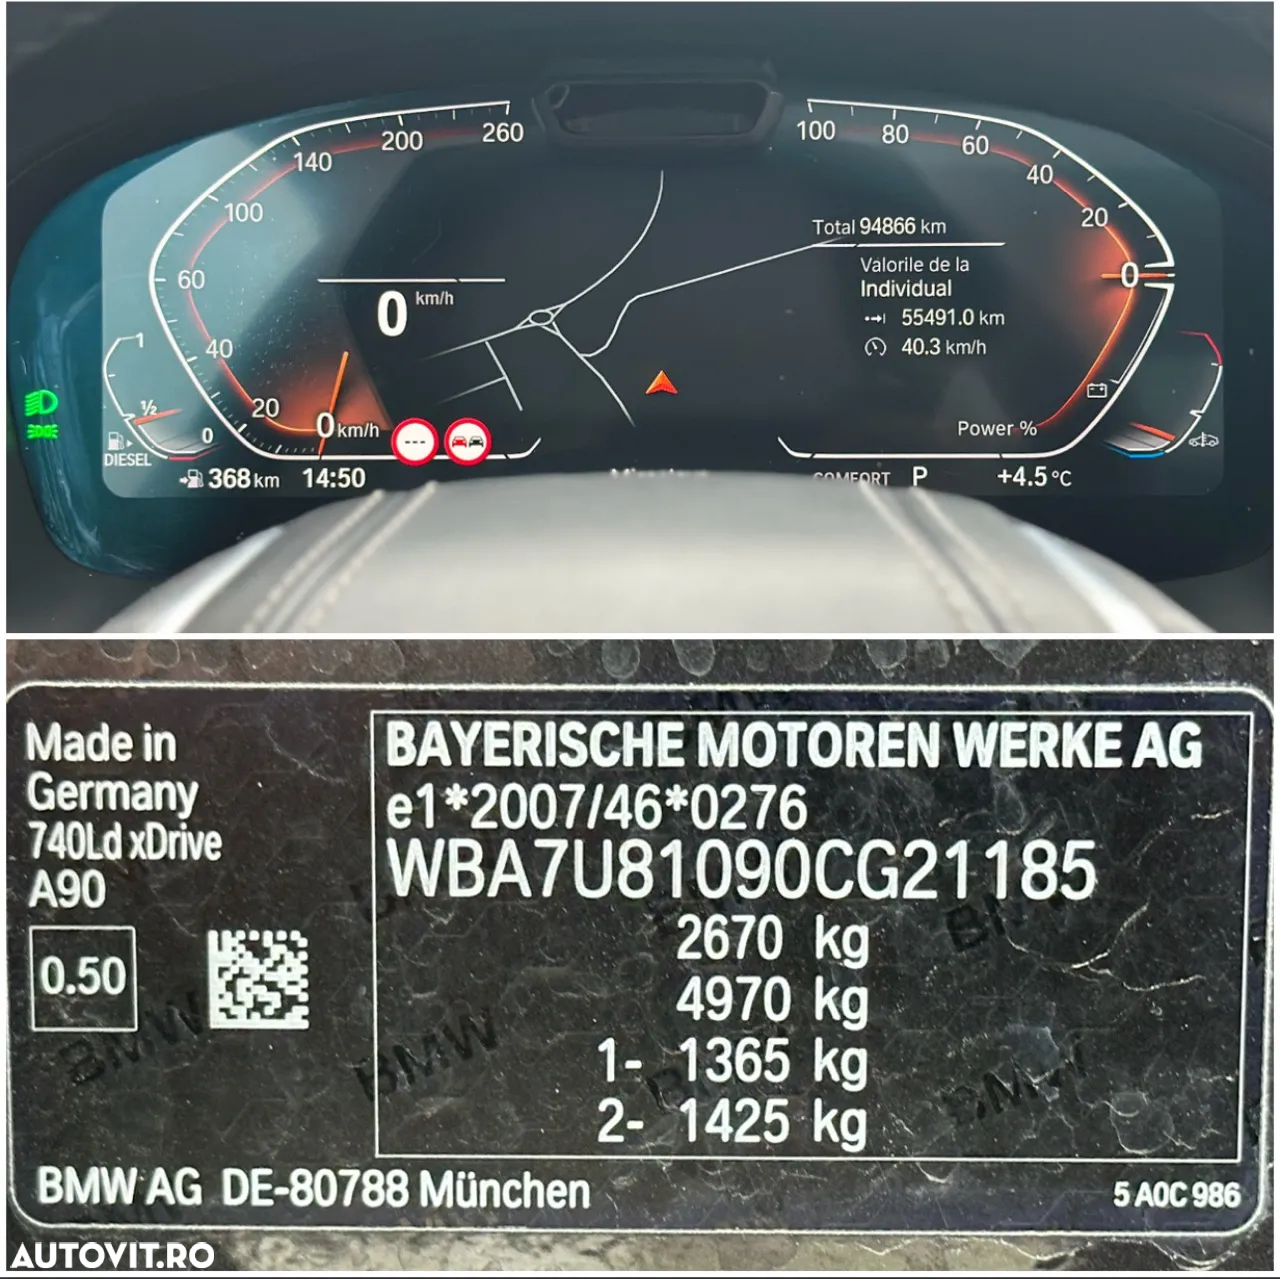 260
200
140
100
60
40
20
0 km/h
0 km/h
100
80
60
40
20
0
Total 94866 km
Valorile de la
Individual
55491.0 km
40.3 km/h
Power %
1
1/2
0
DIESEL
---
368 km 14:50
COMFORT P +4.5 °C
Made in
Germany
740Ld xDrive
A90
0.50
BAYERISCHE MOTOREN WERKE AG
e1*2007/46*0276
WBA7U81090CG21185
2670 kg
4970 kg
1- 1365 kg
2- 1425 kg
BMW AG DE-80788 München
5 A0C 986
BMW
BMW
BMW
BMW
AUTOVIT.RO